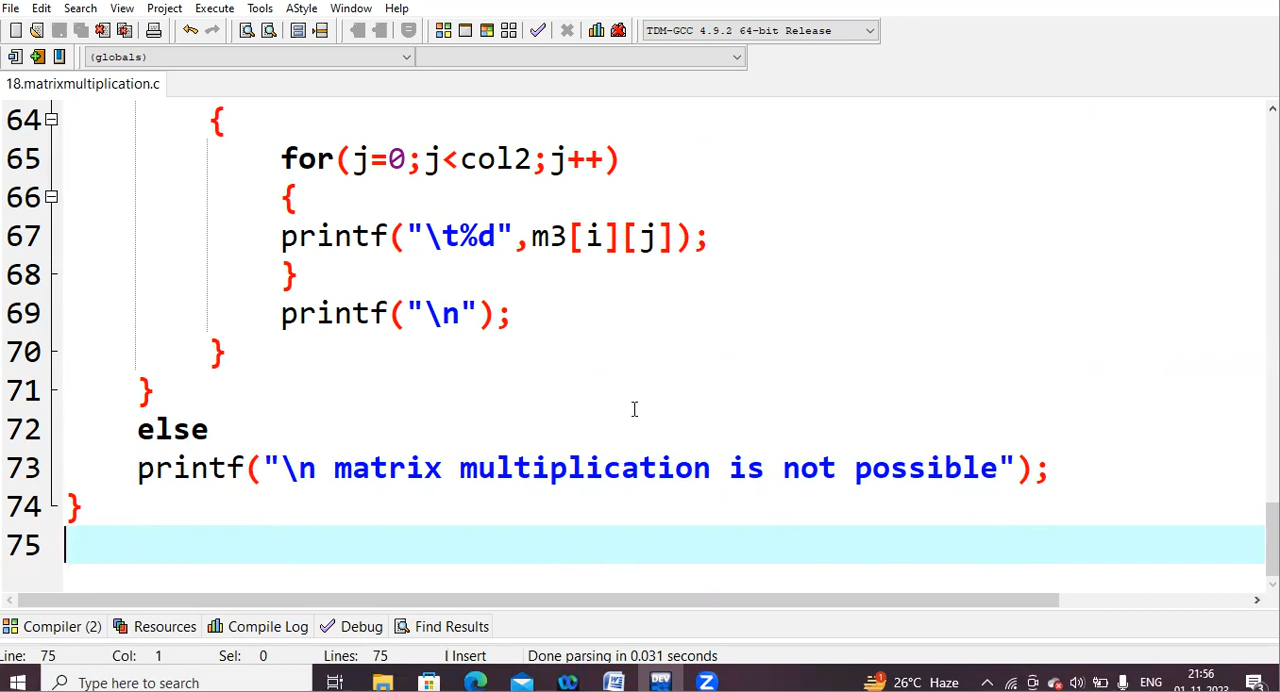 File Edit Search View Project Execute Tools AStyle Window Help
TDM-GCC 4.9.2 64-bit Release
(globals)
18.matrixmultiplication.c
64 {
65 for(j=0;j<col2;j++)
66 {
67 printf("\t%d",m3[i][j]);
68 }
69 printf("\n");
70 }
71 }
72 else
73 printf("\n matrix multiplication is not possible");
74 }
75
Compiler (2) Resources Compile Log Debug Find Results
Line: 75 Col: 1 Sel: 0 Lines: 75 Insert Done parsing in 0.031 seconds
Type here to search DEV 26°C Haze ENG 21:56
01-11-2023